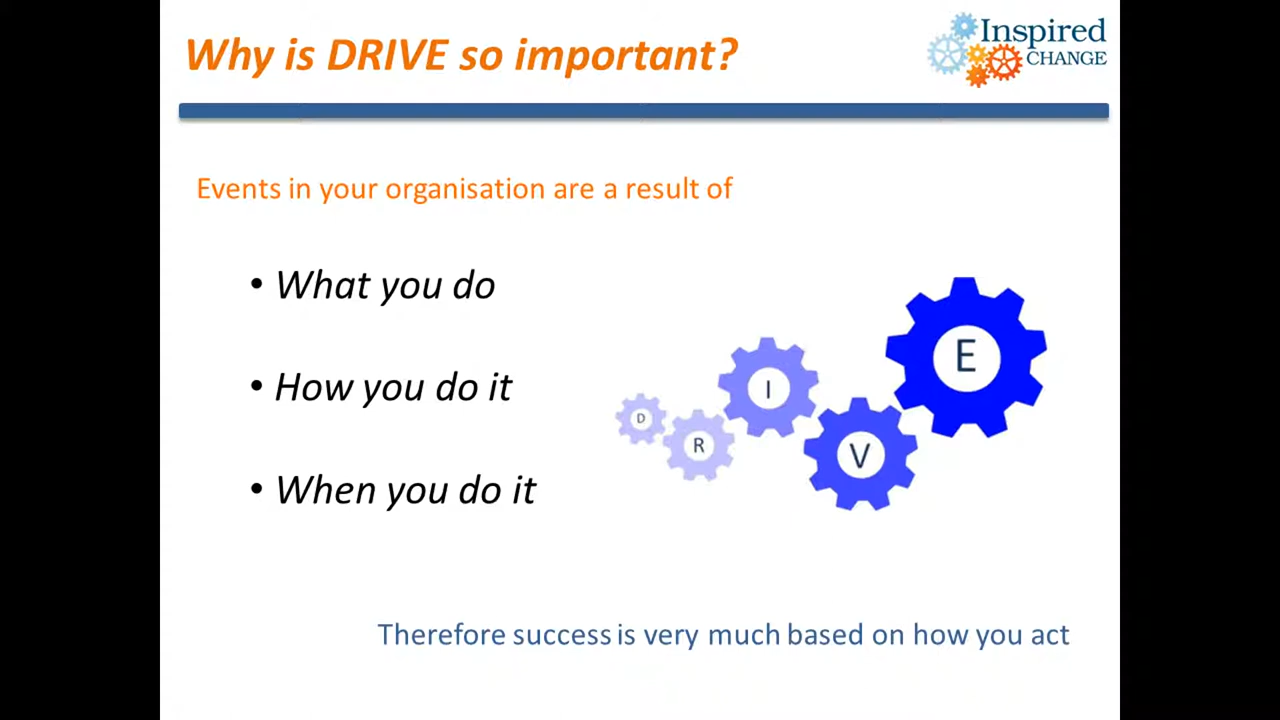 Why is DRIVE so important?
Inspired
CHANGE
Events in your organisation are a result of
• What you do
• How you do it
• When you do it
D
R
I
V
E
Therefore success is very much based on how you act